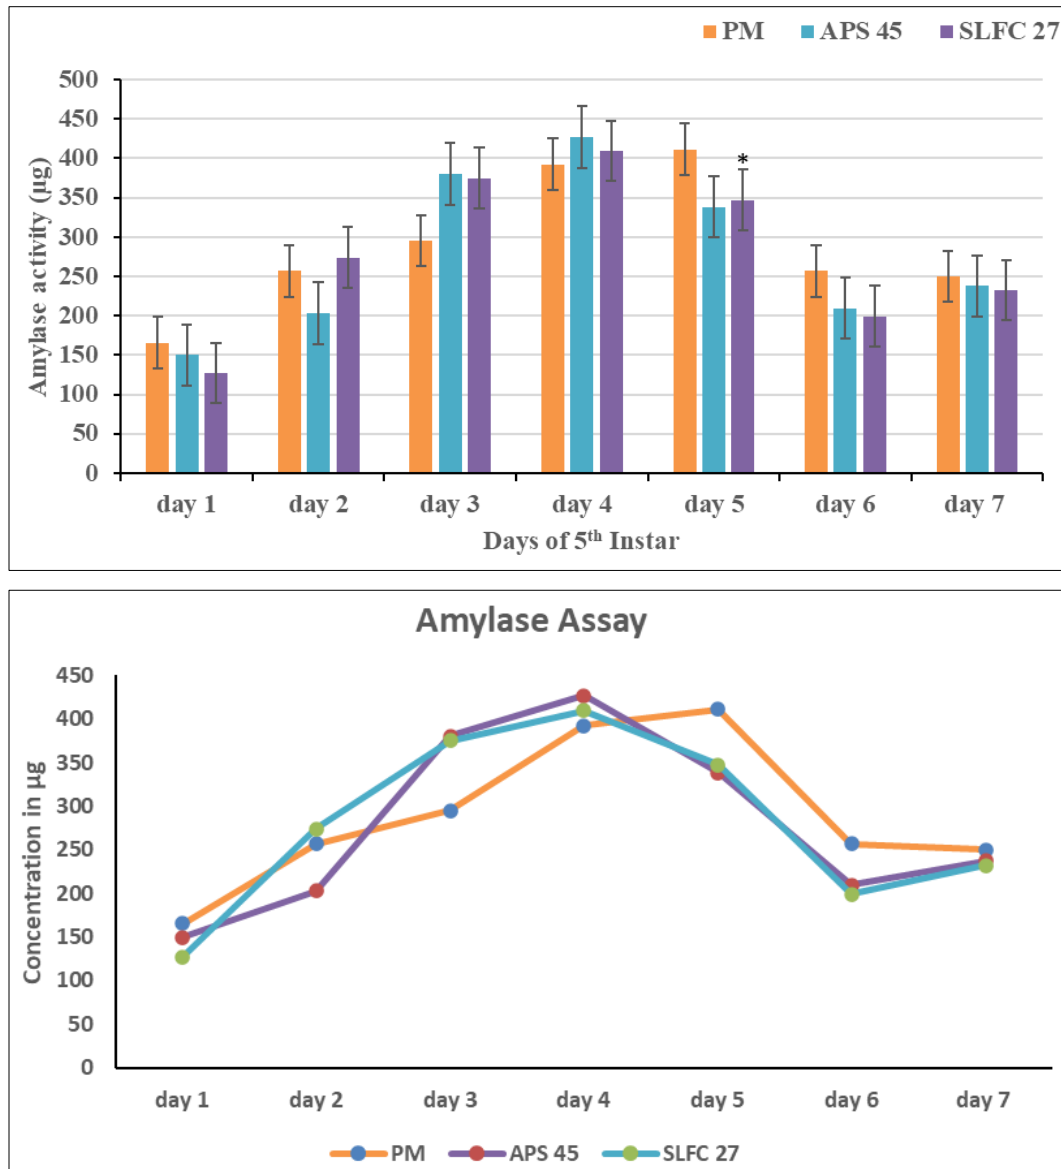 PM APS 45 SLFC 27
500
450
400
350
300
250
200
150
100
50
0
Amylase activity (µg)
*
day 1 day 2 day 3 day 4 day 5 day 6 day 7
Days of 5th Instar
Amylase Assay
450
400
350
300
250
200
150
100
50
0
Concentration in µg
day 1 day 2 day 3 day 4 day 5 day 6 day 7
PM APS 45 SLFC 27